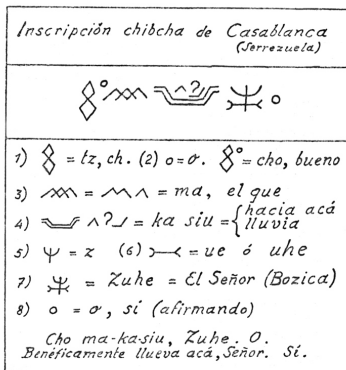 Inscripción chibcha de Casablanca
(Serrezuela)
1) = tz, ch. (2) o = o. = cho, bueno
3) = = ma, el que
4) = ka siu = { hacia acá
lluvia
5) Ψ = z (6) = ue ó uhe
7) = Zuhe = El Señor (Bozica)
8) o = o, sí (afirmando)
Cho ma-ka-siu, Zuhe. O.
Benéficamente llueva acá, Señor. Sí.